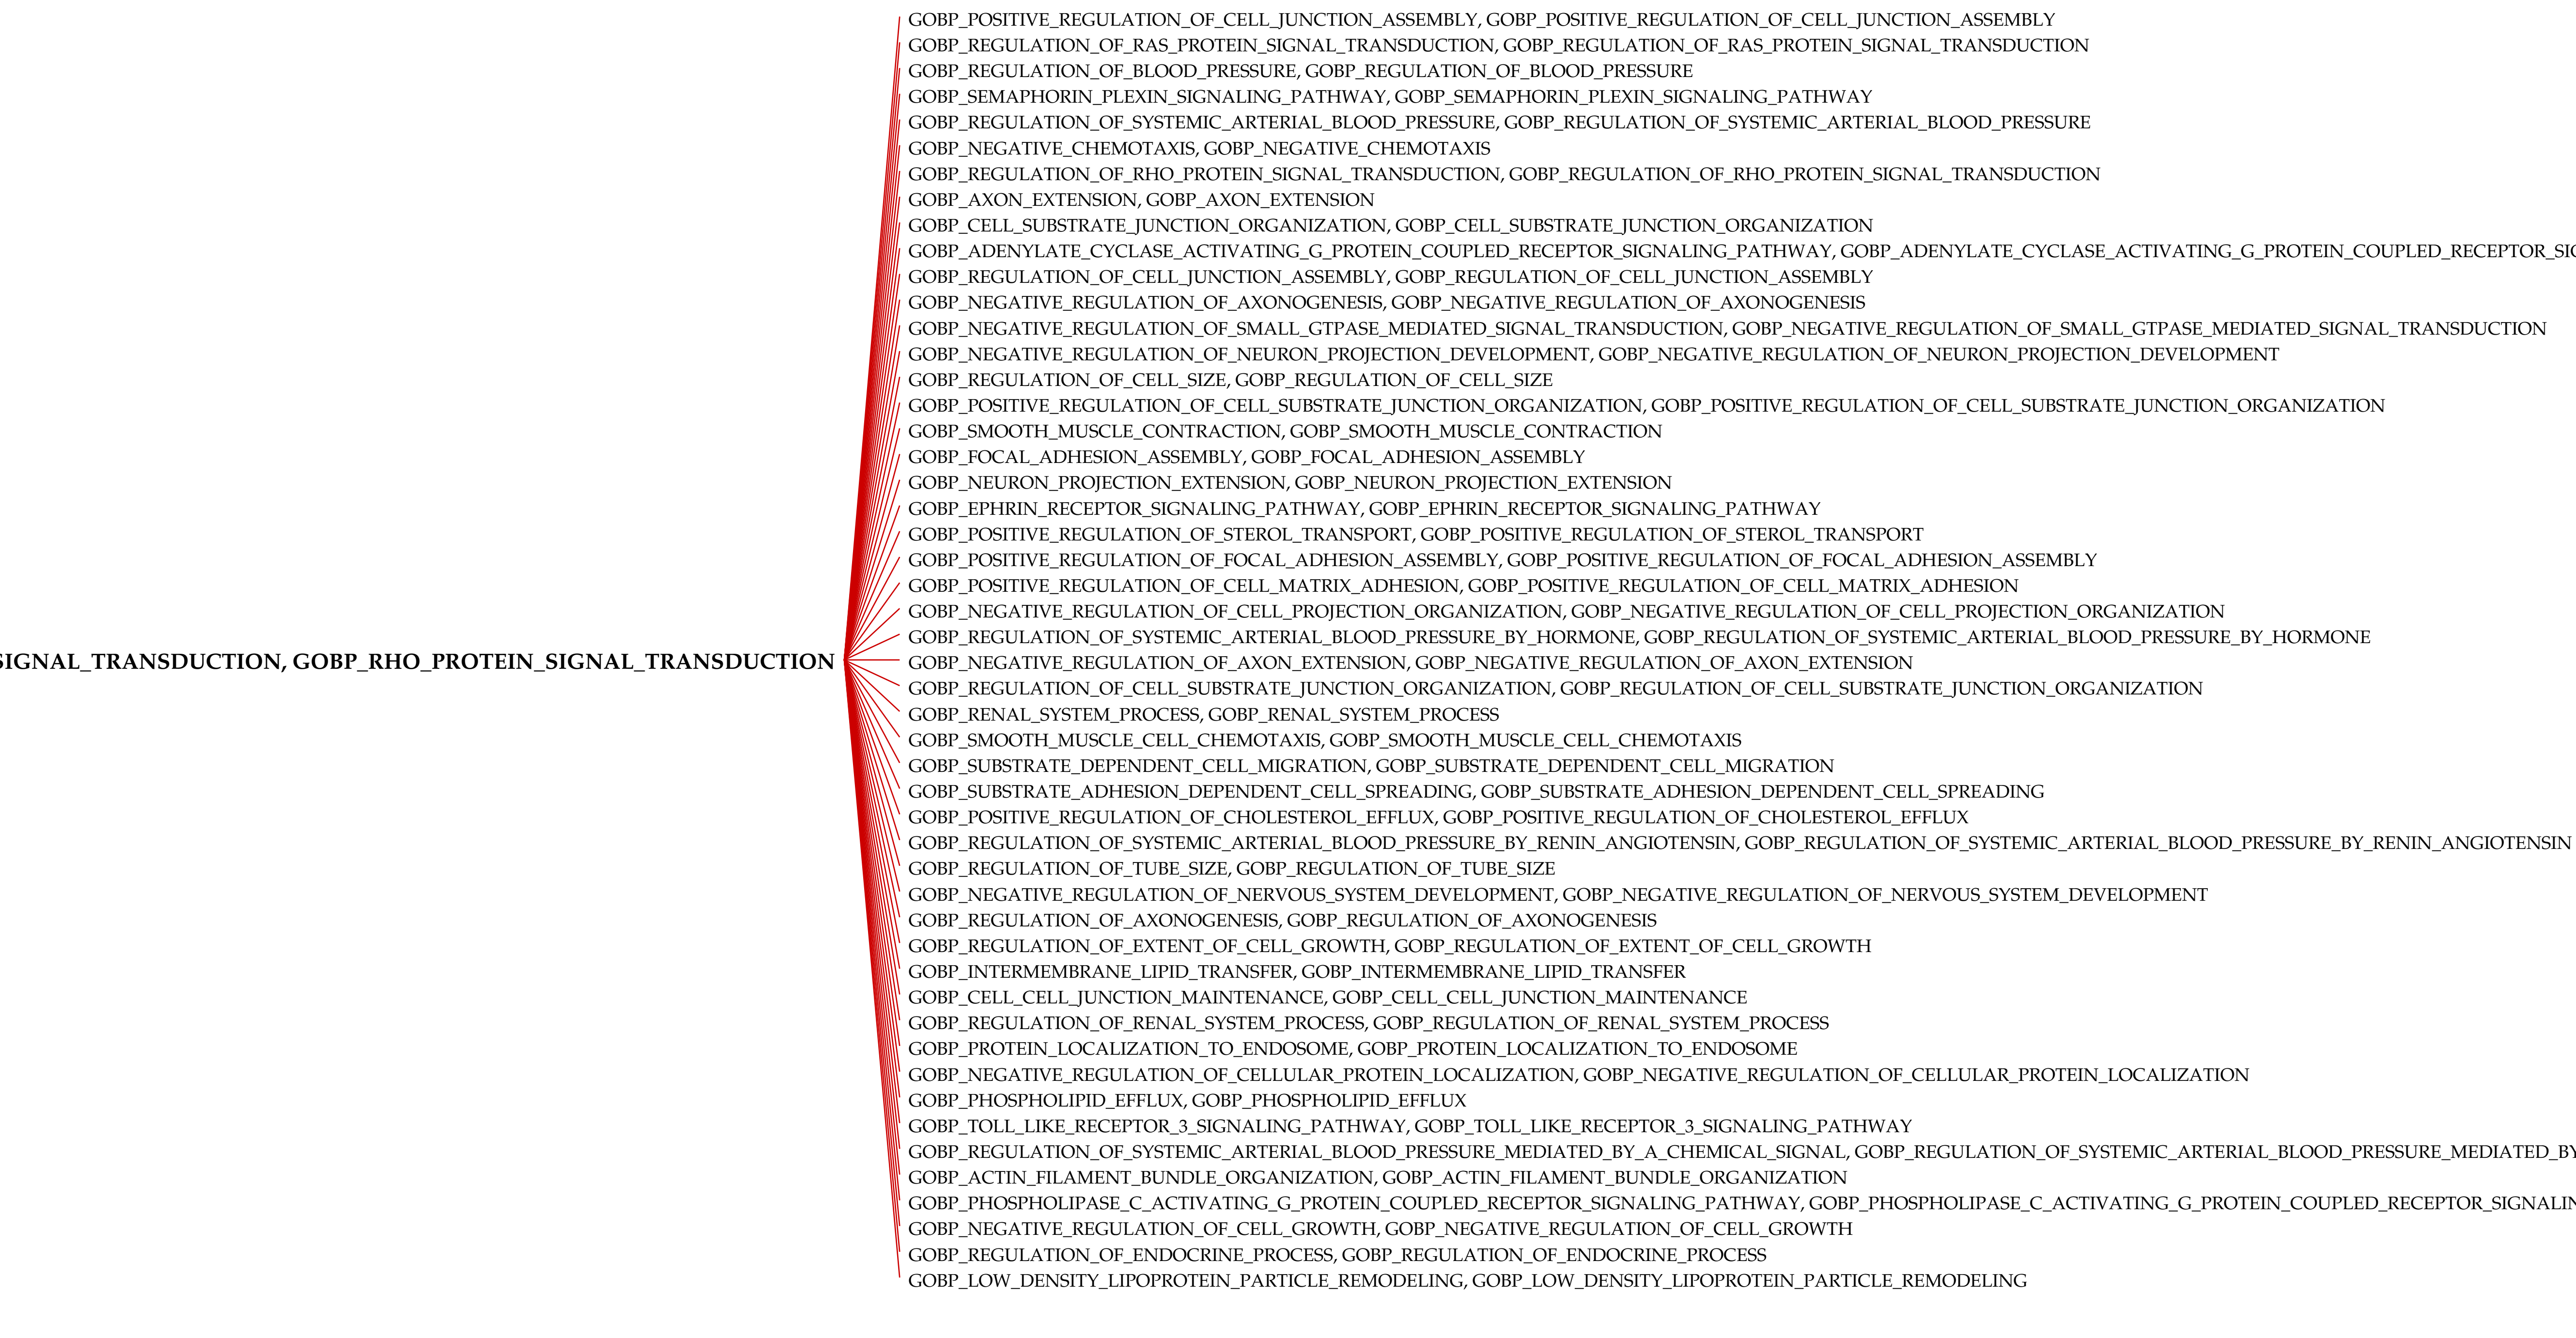 GOBP_POSITIVE_REGULATION_OF_CELL_JUNCTION_ASSEMBLY, GOBP_POSITIVE_REGULATION_OF_CELL_JUNCTION_ASSEMBLY
GOBP_REGULATION_OF_RAS_PROTEIN_SIGNAL_TRANSDUCTION, GOBP_REGULATION_OF_RAS_PROTEIN_SIGNAL_TRANSDUCTION
GOBP_REGULATION_OF_BLOOD_PRESSURE, GOBP_REGULATION_OF_BLOOD_PRESSURE
GOBP_SEMAPHORIN_PLEXIN_SIGNALING_PATHWAY, GOBP_SEMAPHORIN_PLEXIN_SIGNALING_PATHWAY
GOBP_REGULATION_OF_SYSTEMIC_ARTERIAL_BLOOD_PRESSURE, GOBP_REGULATION_OF_SYSTEMIC_ARTERIAL_BLOOD_PRESSURE
GOBP_NEGATIVE_CHEMOTAXIS, GOBP_NEGATIVE_CHEMOTAXIS
GOBP_REGULATION_OF_RHO_PROTEIN_SIGNAL_TRANSDUCTION, GOBP_REGULATION_OF_RHO_PROTEIN_SIGNAL_TRANSDUCTION
GOBP_AXON_EXTENSION, GOBP_AXON_EXTENSION
GOBP_CELL_SUBSTRATE_JUNCTION_ORGANIZATION, GOBP_CELL_SUBSTRATE_JUNCTION_ORGANIZATION
GOBP_ADENYLATE_CYCLASE_ACTIVATING_G_PROTEIN_COUPLED_RECEPTOR_SIGNALING_PATHWAY, GOBP_ADENYLATE_CYCLASE_ACTIVATING_G_PROTEIN_COUPLED_RECEPTOR_SIG
GOBP_REGULATION_OF_CELL_JUNCTION_ASSEMBLY, GOBP_REGULATION_OF_CELL_JUNCTION_ASSEMBLY
GOBP_NEGATIVE_REGULATION_OF_AXONOGENESIS, GOBP_NEGATIVE_REGULATION_OF_AXONOGENESIS
GOBP_NEGATIVE_REGULATION_OF_SMALL_GTPASE_MEDIATED_SIGNAL_TRANSDUCTION, GOBP_NEGATIVE_REGULATION_OF_SMALL_GTPASE_MEDIATED_SIGNAL_TRANSDUCTION
GOBP_NEGATIVE_REGULATION_OF_NEURON_PROJECTION_DEVELOPMENT, GOBP_NEGATIVE_REGULATION_OF_NEURON_PROJECTION_DEVELOPMENT
GOBP_REGULATION_OF_CELL_SIZE, GOBP_REGULATION_OF_CELL_SIZE
GOBP_POSITIVE_REGULATION_OF_CELL_SUBSTRATE_JUNCTION_ORGANIZATION, GOBP_POSITIVE_REGULATION_OF_CELL_SUBSTRATE_JUNCTION_ORGANIZATION
GOBP_SMOOTH_MUSCLE_CONTRACTION, GOBP_SMOOTH_MUSCLE_CONTRACTION
GOBP_FOCAL_ADHESION_ASSEMBLY, GOBP_FOCAL_ADHESION_ASSEMBLY
GOBP_NEURON_PROJECTION_EXTENSION, GOBP_NEURON_PROJECTION_EXTENSION
GOBP_EPHRIN_RECEPTOR_SIGNALING_PATHWAY, GOBP_EPHRIN_RECEPTOR_SIGNALING_PATHWAY
GOBP_POSITIVE_REGULATION_OF_STEROL_TRANSPORT, GOBP_POSITIVE_REGULATION_OF_STEROL_TRANSPORT
GOBP_POSITIVE_REGULATION_OF_FOCAL_ADHESION_ASSEMBLY, GOBP_POSITIVE_REGULATION_OF_FOCAL_ADHESION_ASSEMBLY
GOBP_POSITIVE_REGULATION_OF_CELL_MATRIX_ADHESION, GOBP_POSITIVE_REGULATION_OF_CELL_MATRIX_ADHESION
GOBP_NEGATIVE_REGULATION_OF_CELL_PROJECTION_ORGANIZATION, GOBP_NEGATIVE_REGULATION_OF_CELL_PROJECTION_ORGANIZATION
GOBP_REGULATION_OF_SYSTEMIC_ARTERIAL_BLOOD_PRESSURE_BY_HORMONE, GOBP_REGULATION_OF_SYSTEMIC_ARTERIAL_BLOOD_PRESSURE_BY_HORMONE
SIGNAL_TRANSDUCTION, GOBP_RHO_PROTEIN_SIGNAL_TRANSDUCTION
GOBP_NEGATIVE_REGULATION_OF_AXON_EXTENSION, GOBP_NEGATIVE_REGULATION_OF_AXON_EXTENSION
GOBP_REGULATION_OF_CELL_SUBSTRATE_JUNCTION_ORGANIZATION, GOBP_REGULATION_OF_CELL_SUBSTRATE_JUNCTION_ORGANIZATION
GOBP_RENAL_SYSTEM_PROCESS, GOBP_RENAL_SYSTEM_PROCESS
GOBP_SMOOTH_MUSCLE_CELL_CHEMOTAXIS, GOBP_SMOOTH_MUSCLE_CELL_CHEMOTAXIS
GOBP_SUBSTRATE_DEPENDENT_CELL_MIGRATION, GOBP_SUBSTRATE_DEPENDENT_CELL_MIGRATION
GOBP_SUBSTRATE_ADHESION_DEPENDENT_CELL_SPREADING, GOBP_SUBSTRATE_ADHESION_DEPENDENT_CELL_SPREADING
GOBP_POSITIVE_REGULATION_OF_CHOLESTEROL_EFFLUX, GOBP_POSITIVE_REGULATION_OF_CHOLESTEROL_EFFLUX
GOBP_REGULATION_OF_SYSTEMIC_ARTERIAL_BLOOD_PRESSURE_BY_RENIN_ANGIOTENSIN, GOBP_REGULATION_OF_SYSTEMIC_ARTERIAL_BLOOD_PRESSURE_BY_RENIN_ANGIOTENSIN
GOBP_REGULATION_OF_TUBE_SIZE, GOBP_REGULATION_OF_TUBE_SIZE
GOBP_NEGATIVE_REGULATION_OF_NERVOUS_SYSTEM_DEVELOPMENT, GOBP_NEGATIVE_REGULATION_OF_NERVOUS_SYSTEM_DEVELOPMENT
GOBP_REGULATION_OF_AXONOGENESIS, GOBP_REGULATION_OF_AXONOGENESIS
GOBP_REGULATION_OF_EXTENT_OF_CELL_GROWTH, GOBP_REGULATION_OF_EXTENT_OF_CELL_GROWTH
GOBP_INTERMEMBRANE_LIPID_TRANSFER, GOBP_INTERMEMBRANE_LIPID_TRANSFER
GOBP_CELL_CELL_JUNCTION_MAINTENANCE, GOBP_CELL_CELL_JUNCTION_MAINTENANCE
GOBP_REGULATION_OF_RENAL_SYSTEM_PROCESS, GOBP_REGULATION_OF_RENAL_SYSTEM_PROCESS
GOBP_PROTEIN_LOCALIZATION_TO_ENDOSOME, GOBP_PROTEIN_LOCALIZATION_TO_ENDOSOME
GOBP_NEGATIVE_REGULATION_OF_CELLULAR_PROTEIN_LOCALIZATION, GOBP_NEGATIVE_REGULATION_OF_CELLULAR_PROTEIN_LOCALIZATION
GOBP_PHOSPHOLIPID_EFFLUX, GOBP_PHOSPHOLIPID_EFFLUX
GOBP_TOLL_LIKE_RECEPTOR_3_SIGNALING_PATHWAY, GOBP_TOLL_LIKE_RECEPTOR_3_SIGNALING_PATHWAY
GOBP_REGULATION_OF_SYSTEMIC_ARTERIAL_BLOOD_PRESSURE_MEDIATED_BY_A_CHEMICAL_SIGNAL, GOBP_REGULATION_OF_SYSTEMIC_ARTERIAL_BLOOD_PRESSURE_MEDIATED_BY
GOBP_ACTIN_FILAMENT_BUNDLE_ORGANIZATION, GOBP_ACTIN_FILAMENT_BUNDLE_ORGANIZATION
GOBP_PHOSPHOLIPASE_C_ACTIVATING_G_PROTEIN_COUPLED_RECEPTOR_SIGNALING_PATHWAY, GOBP_PHOSPHOLIPASE_C_ACTIVATING_G_PROTEIN_COUPLED_RECEPTOR_SIGNALIN
GOBP_NEGATIVE_REGULATION_OF_CELL_GROWTH, GOBP_NEGATIVE_REGULATION_OF_CELL_GROWTH
GOBP_REGULATION_OF_ENDOCRINE_PROCESS, GOBP_REGULATION_OF_ENDOCRINE_PROCESS
GOBP_LOW_DENSITY_LIPOPROTEIN_PARTICLE_REMODELING, GOBP_LOW_DENSITY_LIPOPROTEIN_PARTICLE_REMODELING